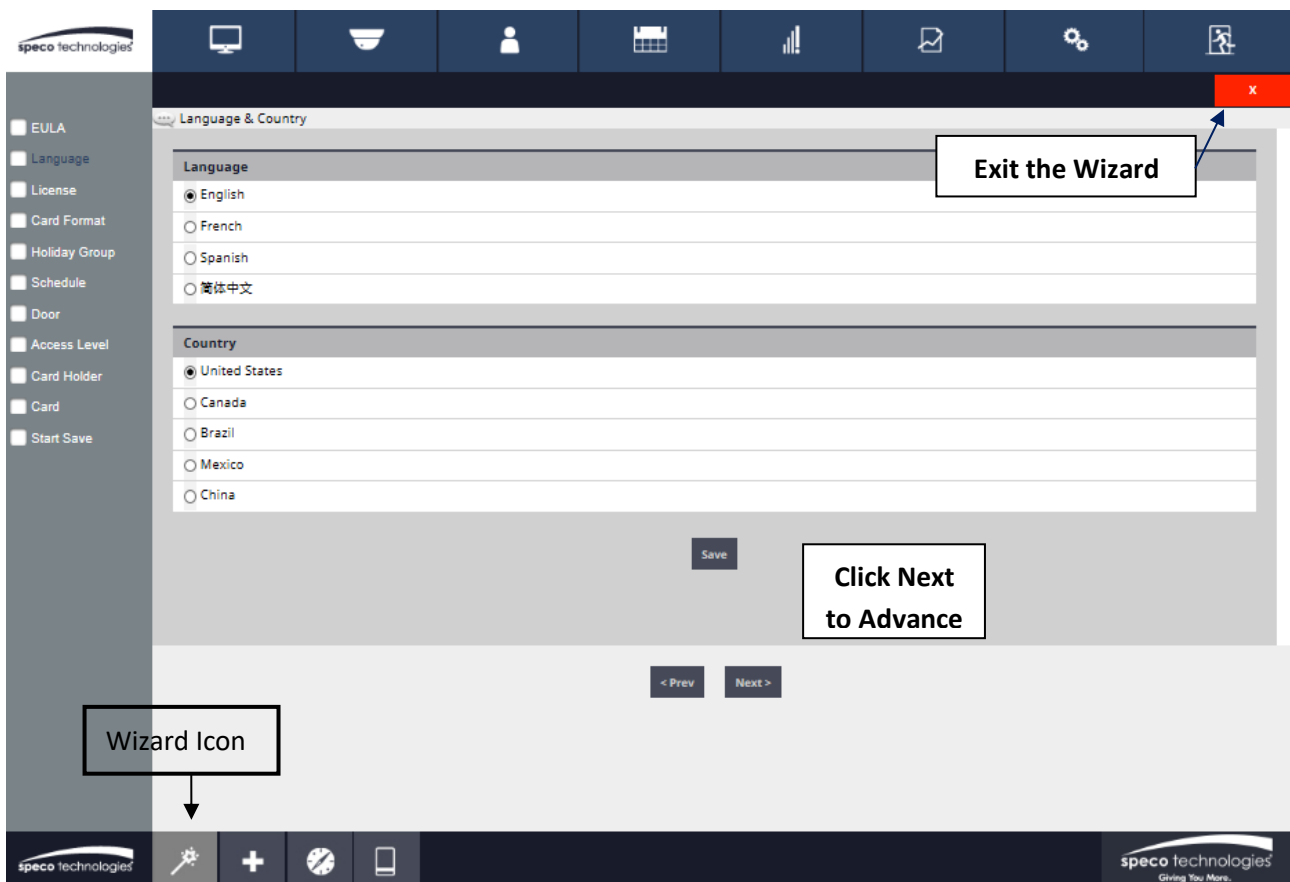 speco technologies
x
EULA
Language
License
Card Format
Holiday Group
Schedule
Door
Access Level
Card Holder
Card
Start Save
Language & Country
Exit the Wizard
Language
English
French
Spanish
简体中文
Country
United States
Canada
Brazil
Mexico
China
Save
Click Next
to Advance
< Prev
Next >
Wizard Icon
speco technologies
speco technologies
Giving You More.